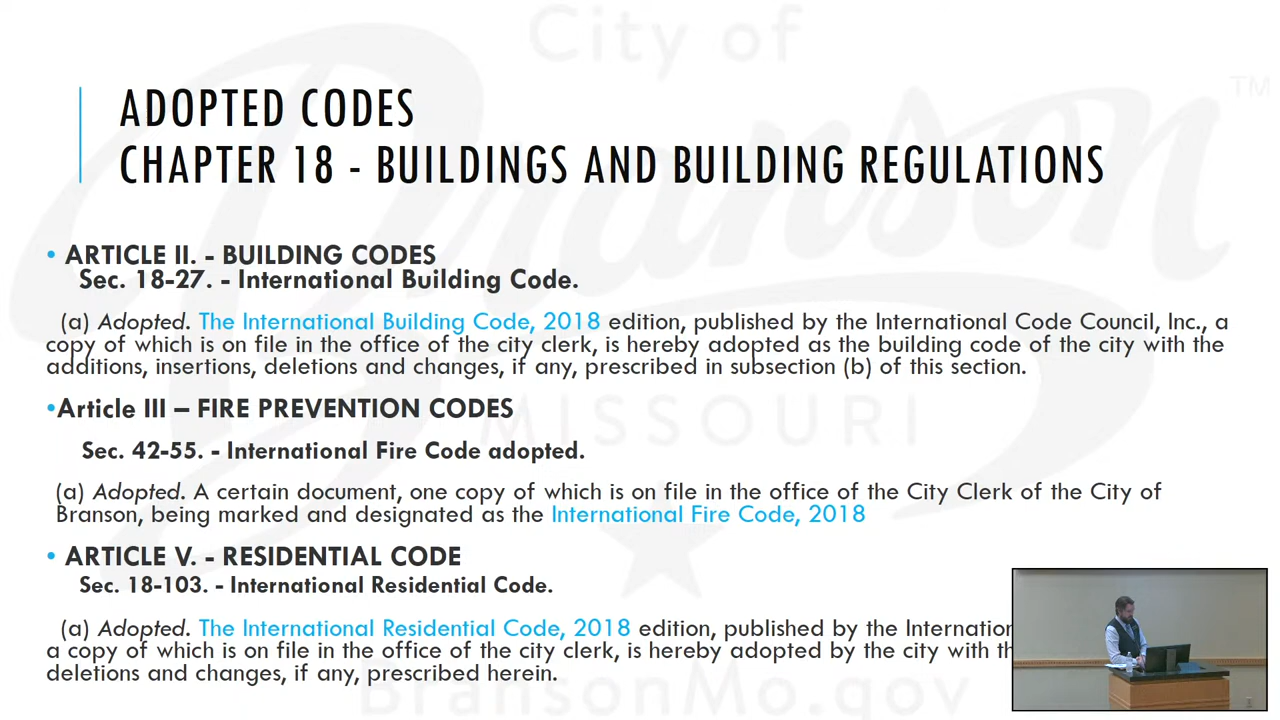 City of
Branson
TM
ADOPTED CODES
CHAPTER 18 - BUILDINGS AND BUILDING REGULATIONS
• ARTICLE II. - BUILDING CODES
Sec. 18-27. - International Building Code.
(a) Adopted. The International Building Code, 2018 edition, published by the International Code Council, Inc., a
copy of which is on file in the office of the city clerk, is hereby adopted as the building code of the city with the
additions, insertions, deletions and changes, if any, prescribed in subsection (b) of this section.
•Article III – FIRE PREVENTION CODES
MISSOURI
Sec. 42-55. - International Fire Code adopted.
(a) Adopted. A certain document, one copy of which is on file in the office of the City Clerk of the City of
Branson, being marked and designated as the International Fire Code, 2018
• ARTICLE V. - RESIDENTIAL CODE
Sec. 18-103. - International Residential Code.
(a) Adopted. The International Residential Code, 2018 edition, published by the Internation
a copy of which is on file in the office of the city clerk, is hereby adopted by the city with th
deletions and changes, if any, prescribed herein.
BransonMo.gov